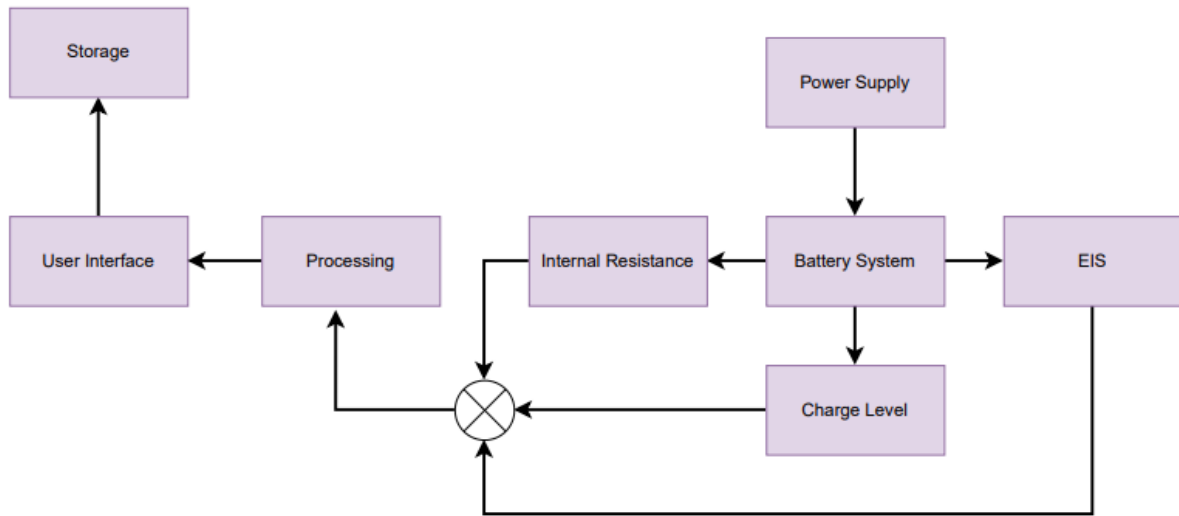 Storage
Power Supply
User Interface
Processing
Internal Resistance
Battery System
EIS
Charge Level